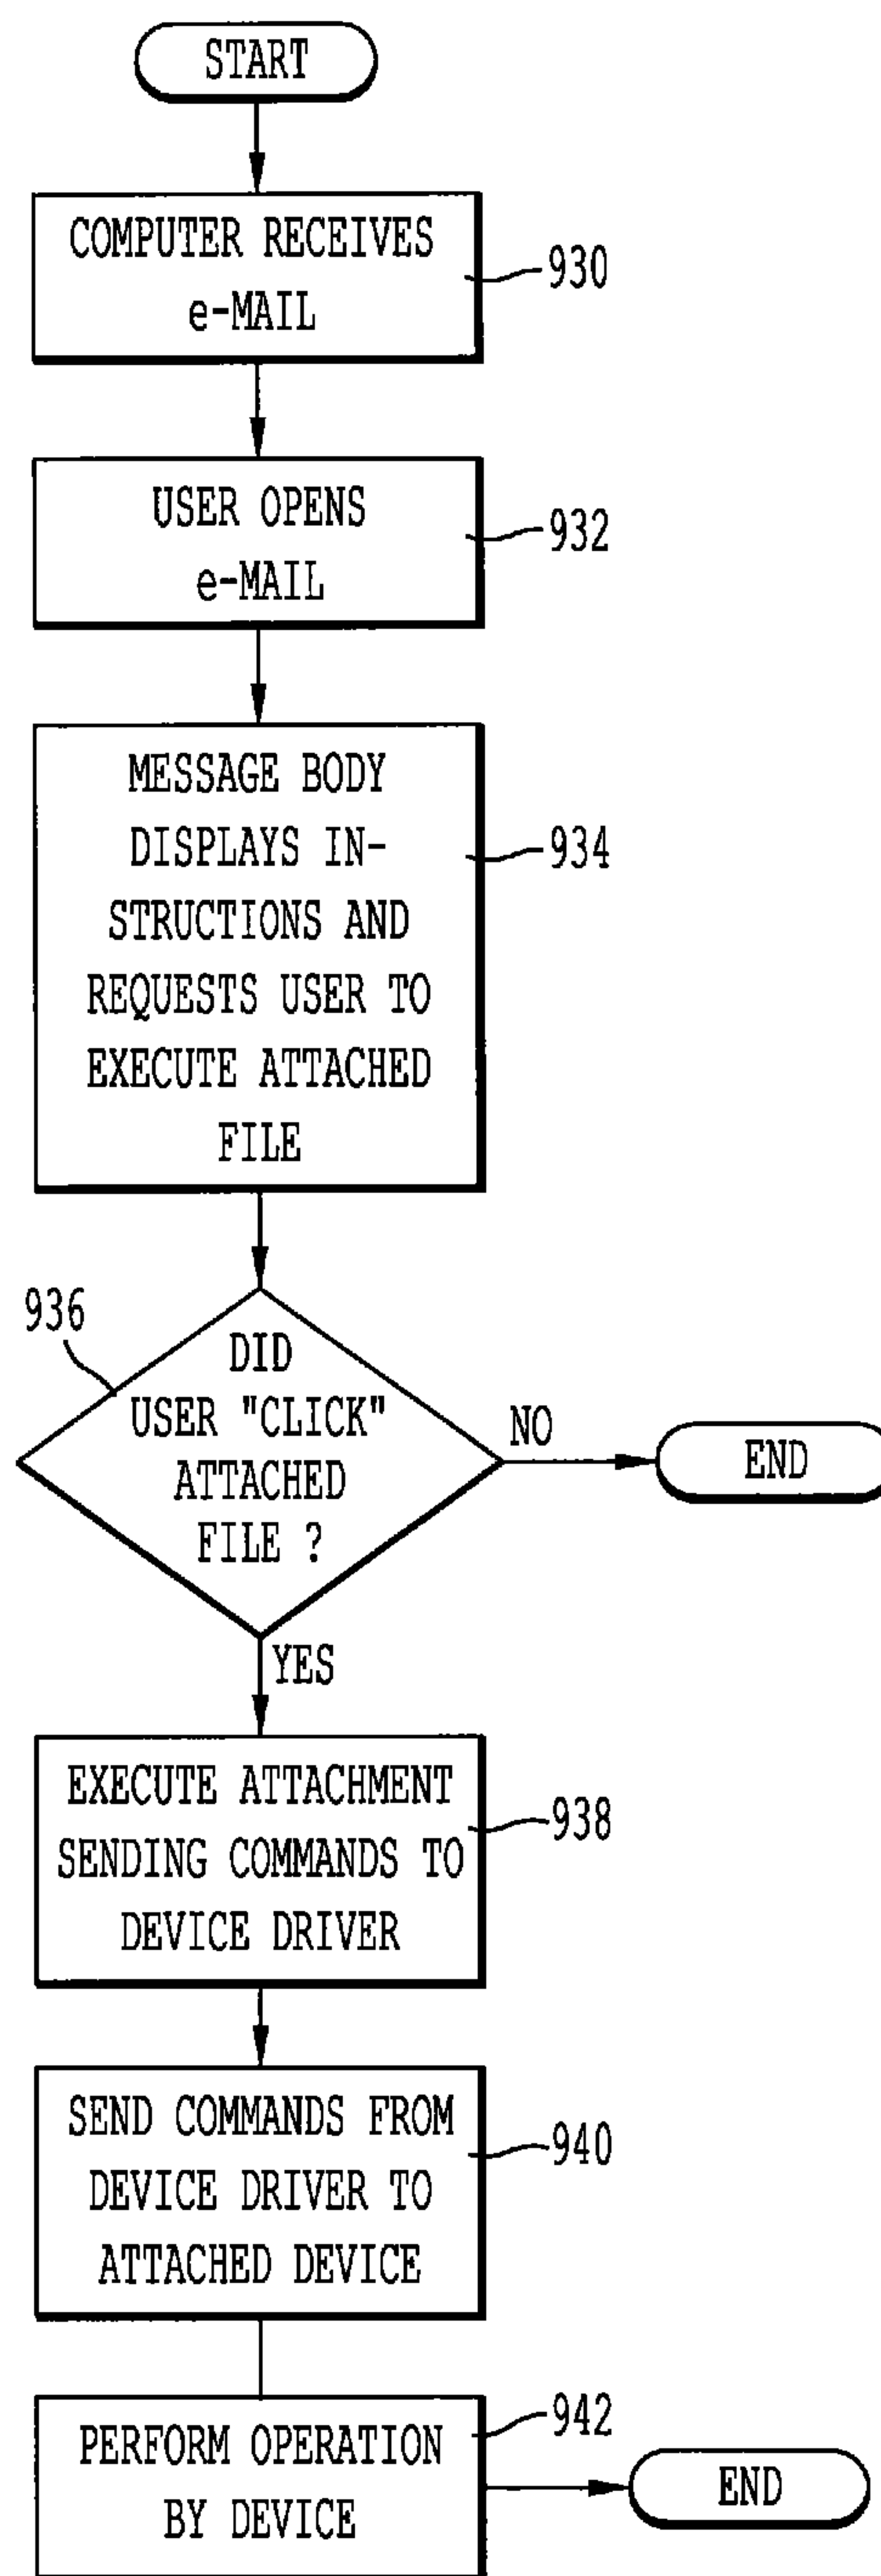 START
COMPUTER RECEIVES
e-MAIL
930
USER OPENS
e-MAIL
932
MESSAGE BODY
DISPLAYS IN-
STRUCTIONS AND
REQUESTS USER TO
EXECUTE ATTACHED
FILE
934
936
DID
USER "CLICK"
ATTACHED
FILE ?
NO
END
YES
EXECUTE ATTACHMENT
SENDING COMMANDS TO
DEVICE DRIVER
938
SEND COMMANDS FROM
DEVICE DRIVER TO
ATTACHED DEVICE
940
PERFORM OPERATION
BY DEVICE
942
END